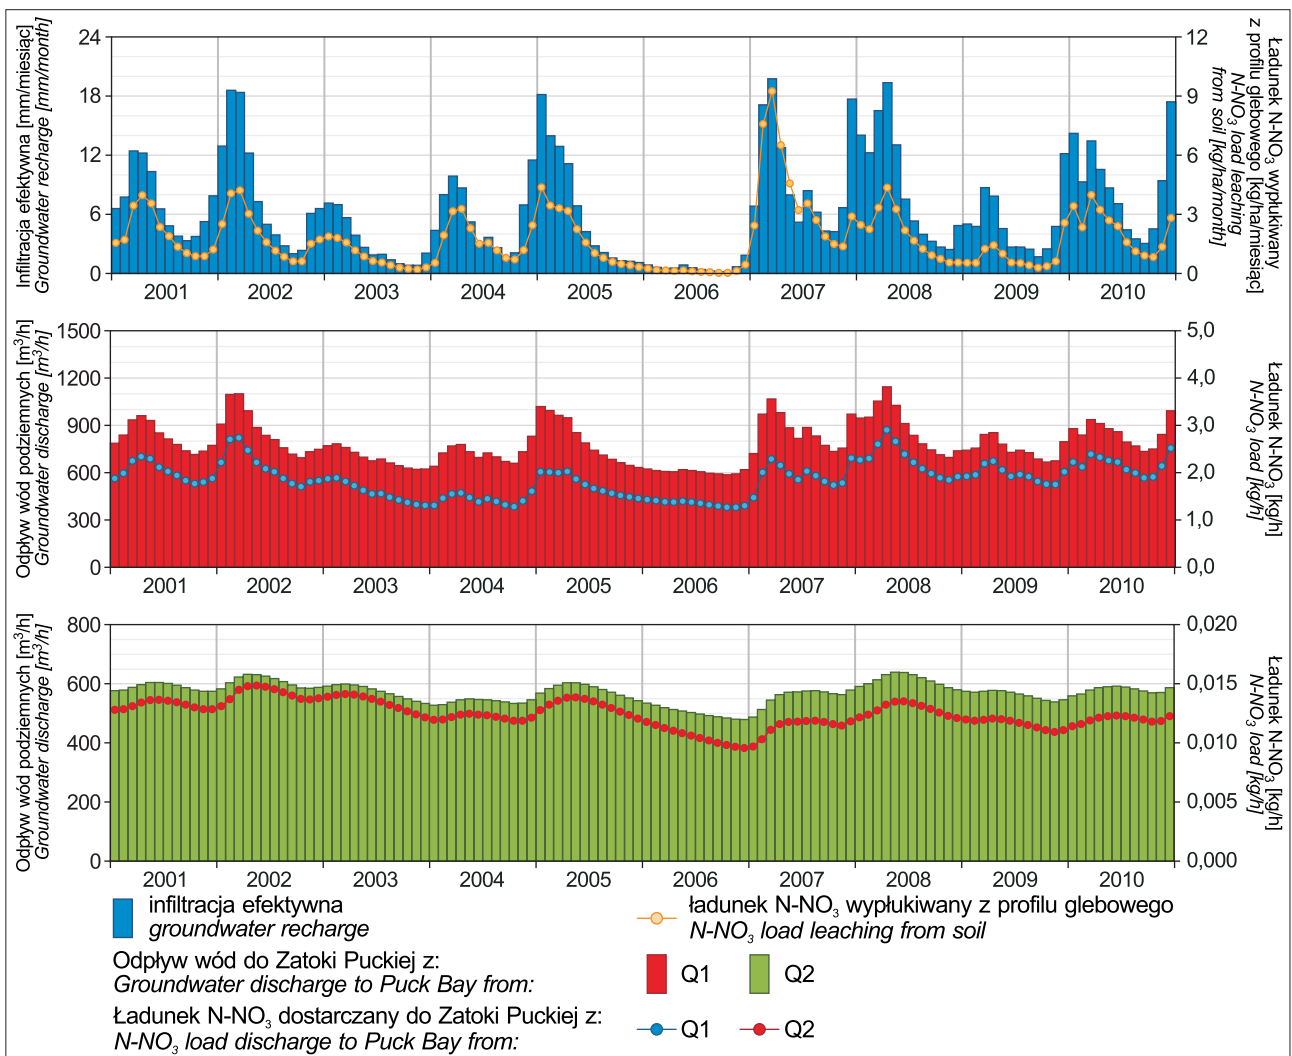 Infiltracja efektywna [mm/miesiąc]
Groundwater recharge [mm/month]
24
18
12
6
0
12
9
6
3
0
Ładunek N-NO₃ wypłukiwany
z profilu glebowego [kg/ha/miesiąc]
N-NO₃ load leaching
from soil [kg/ha/month]
2001 2002 2003 2004 2005 2006 2007 2008 2009 2010
Odpływ wód podziemnych [m³/h]
Groundwater discharge [m³/h]
1500
1200
900
600
300
0
5,0
4,0
3,0
2,0
1,0
0,0
Ładunek N-NO₃ [kg/h]
N-NO₃ load [kg/h]
2001 2002 2003 2004 2005 2006 2007 2008 2009 2010
Odpływ wód podziemnych [m³/h]
Groundwater discharge [m³/h]
800
600
400
200
0
0,020
0,015
0,010
0,005
0,000
Ładunek N-NO₃ [kg/h]
N-NO₃ load [kg/h]
2001 2002 2003 2004 2005 2006 2007 2008 2009 2010
infiltracja efektywna
groundwater recharge
ładunek N-NO₃ wypłukiwany z profilu glebowego
N-NO₃ load leaching from soil
Odpływ wód do Zatoki Puckiej z:
Groundwater discharge to Puck Bay from:
Q1 Q2
Ładunek N-NO₃ dostarczany do Zatoki Puckiej z:
N-NO₃ load discharge to Puck Bay from:
Q1 Q2